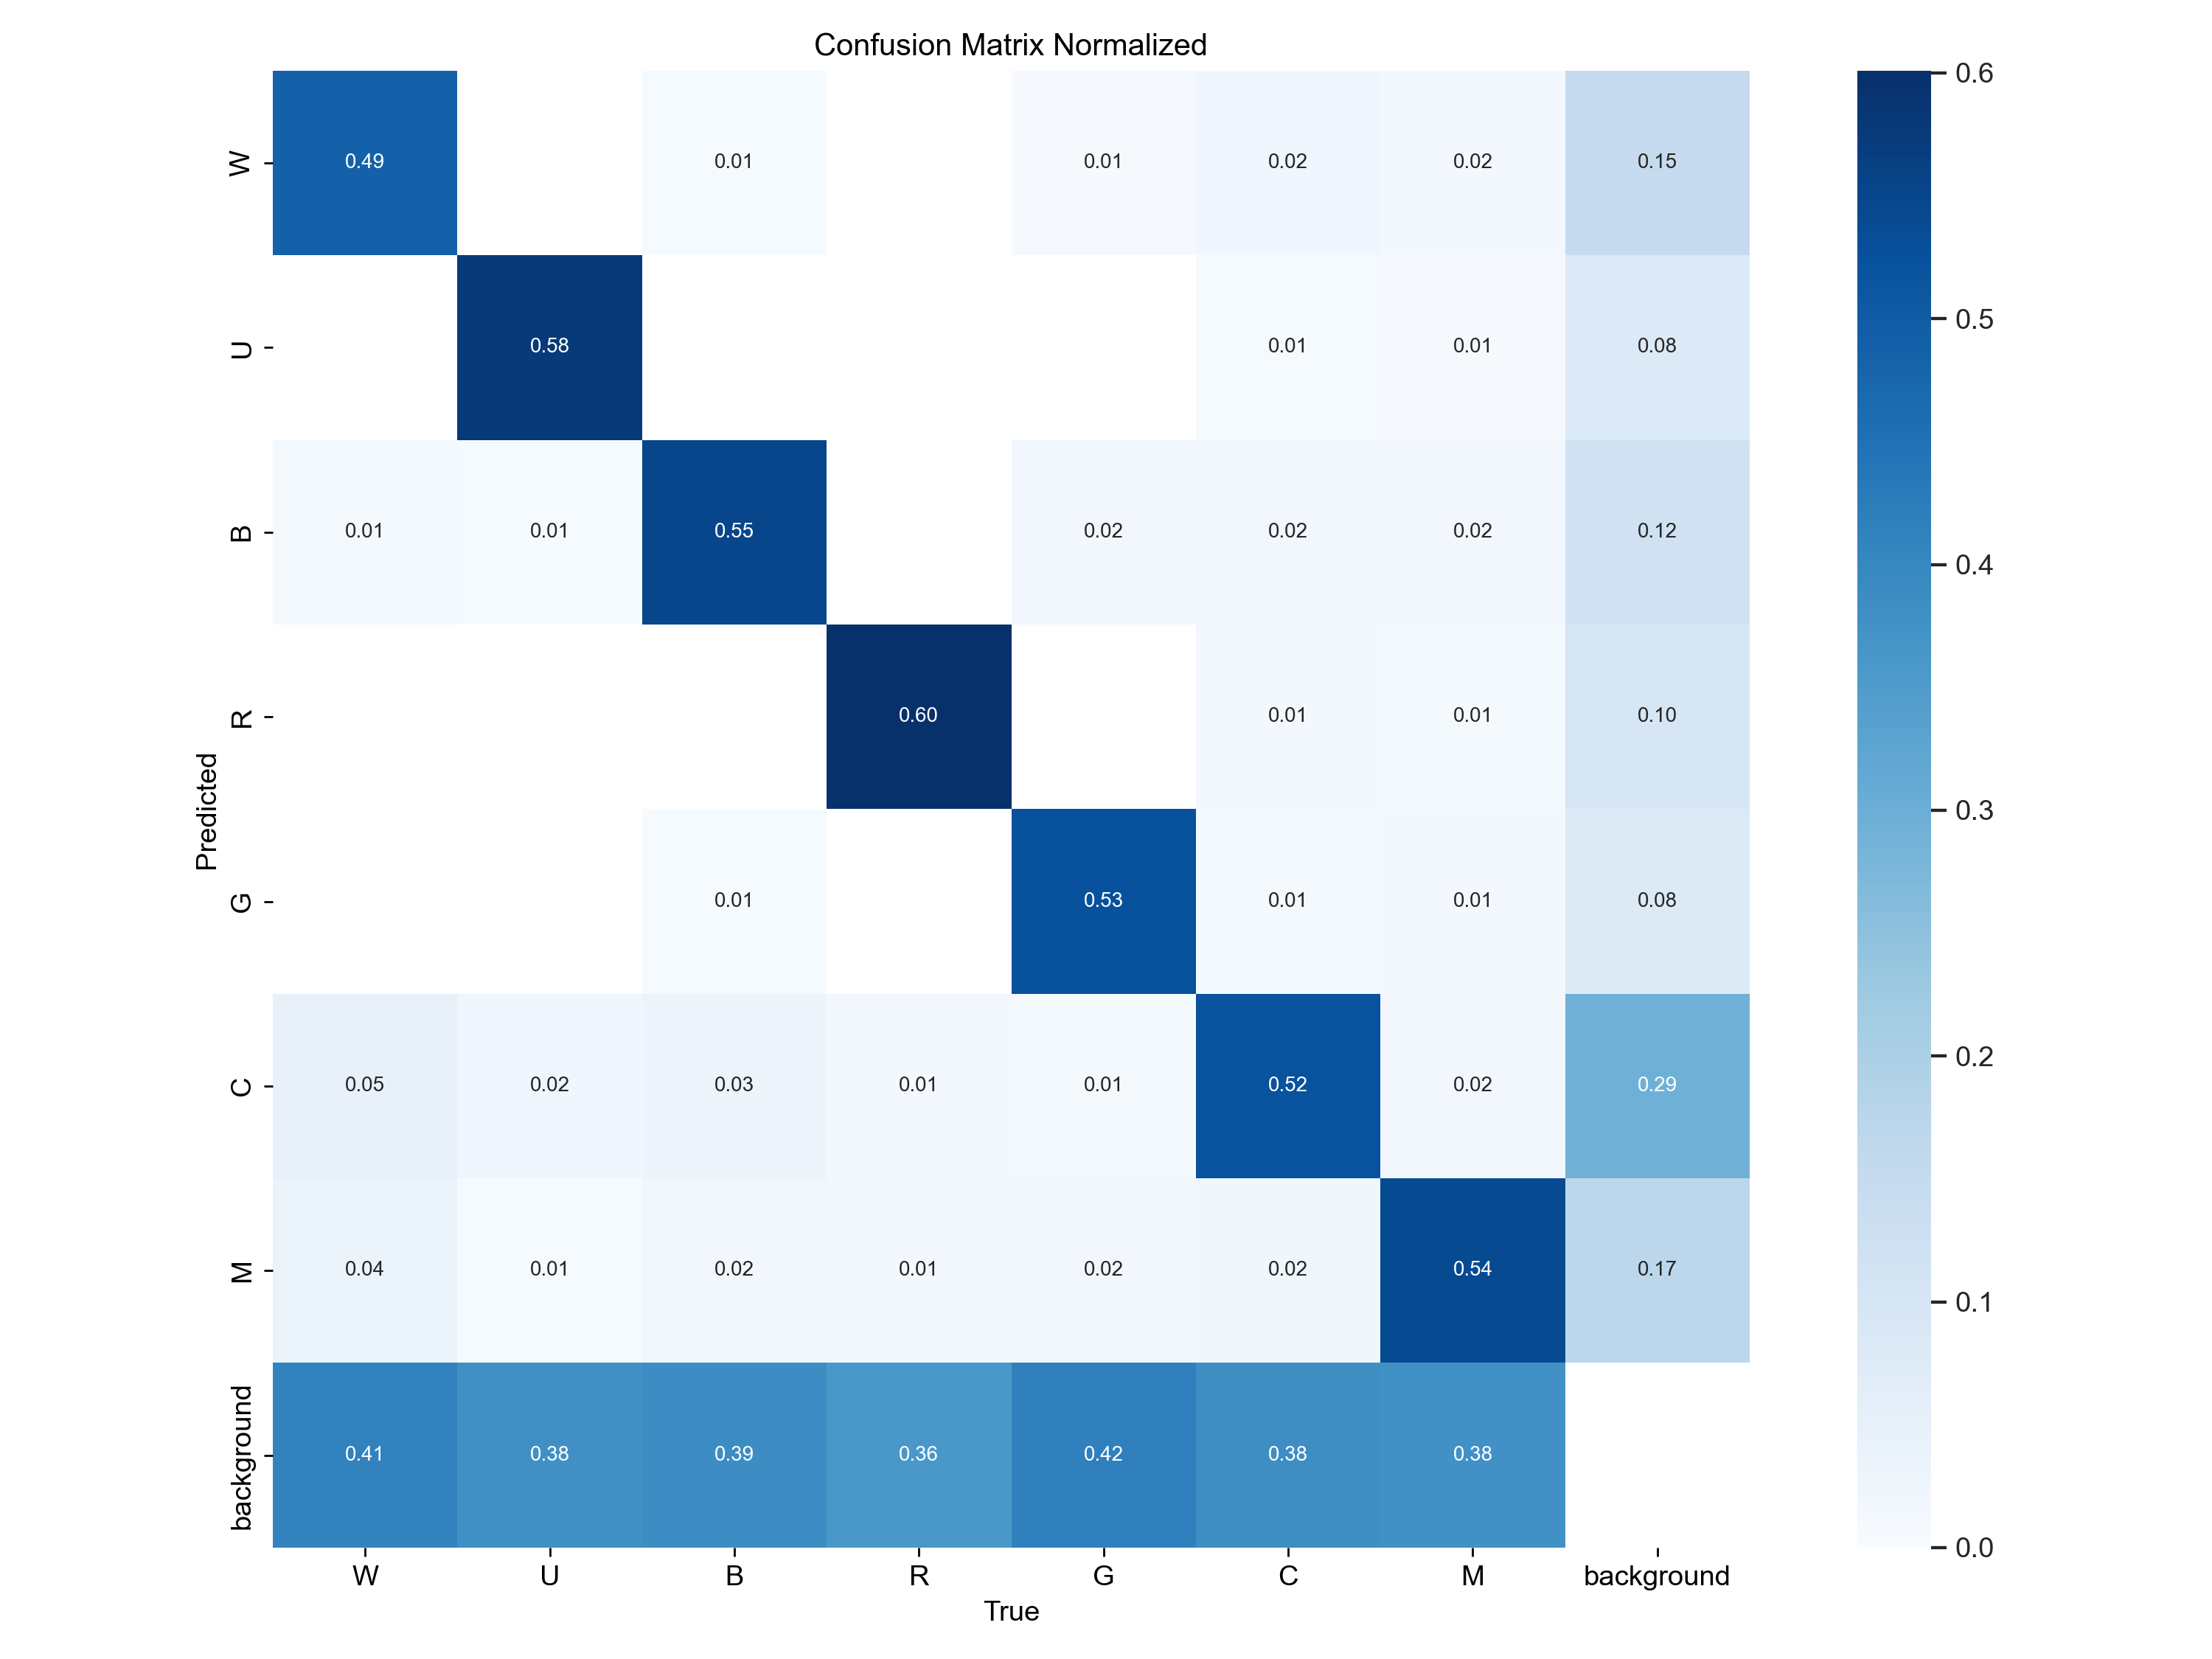 Confusion Matrix Normalized
W 0.49 0.01 0.01 0.02 0.02 0.15
U 0.58 0.01 0.01 0.08
B 0.01 0.01 0.55 0.02 0.02 0.02 0.12
R 0.60 0.01 0.01 0.10
G 0.01 0.53 0.01 0.01 0.08
C 0.05 0.02 0.03 0.01 0.01 0.52 0.02 0.29
M 0.04 0.01 0.02 0.01 0.02 0.02 0.54 0.17
background 0.41 0.38 0.39 0.36 0.42 0.38 0.38
W U B R G C M background
True
Predicted
0.6
0.5
0.4
0.3
0.2
0.1
0.0